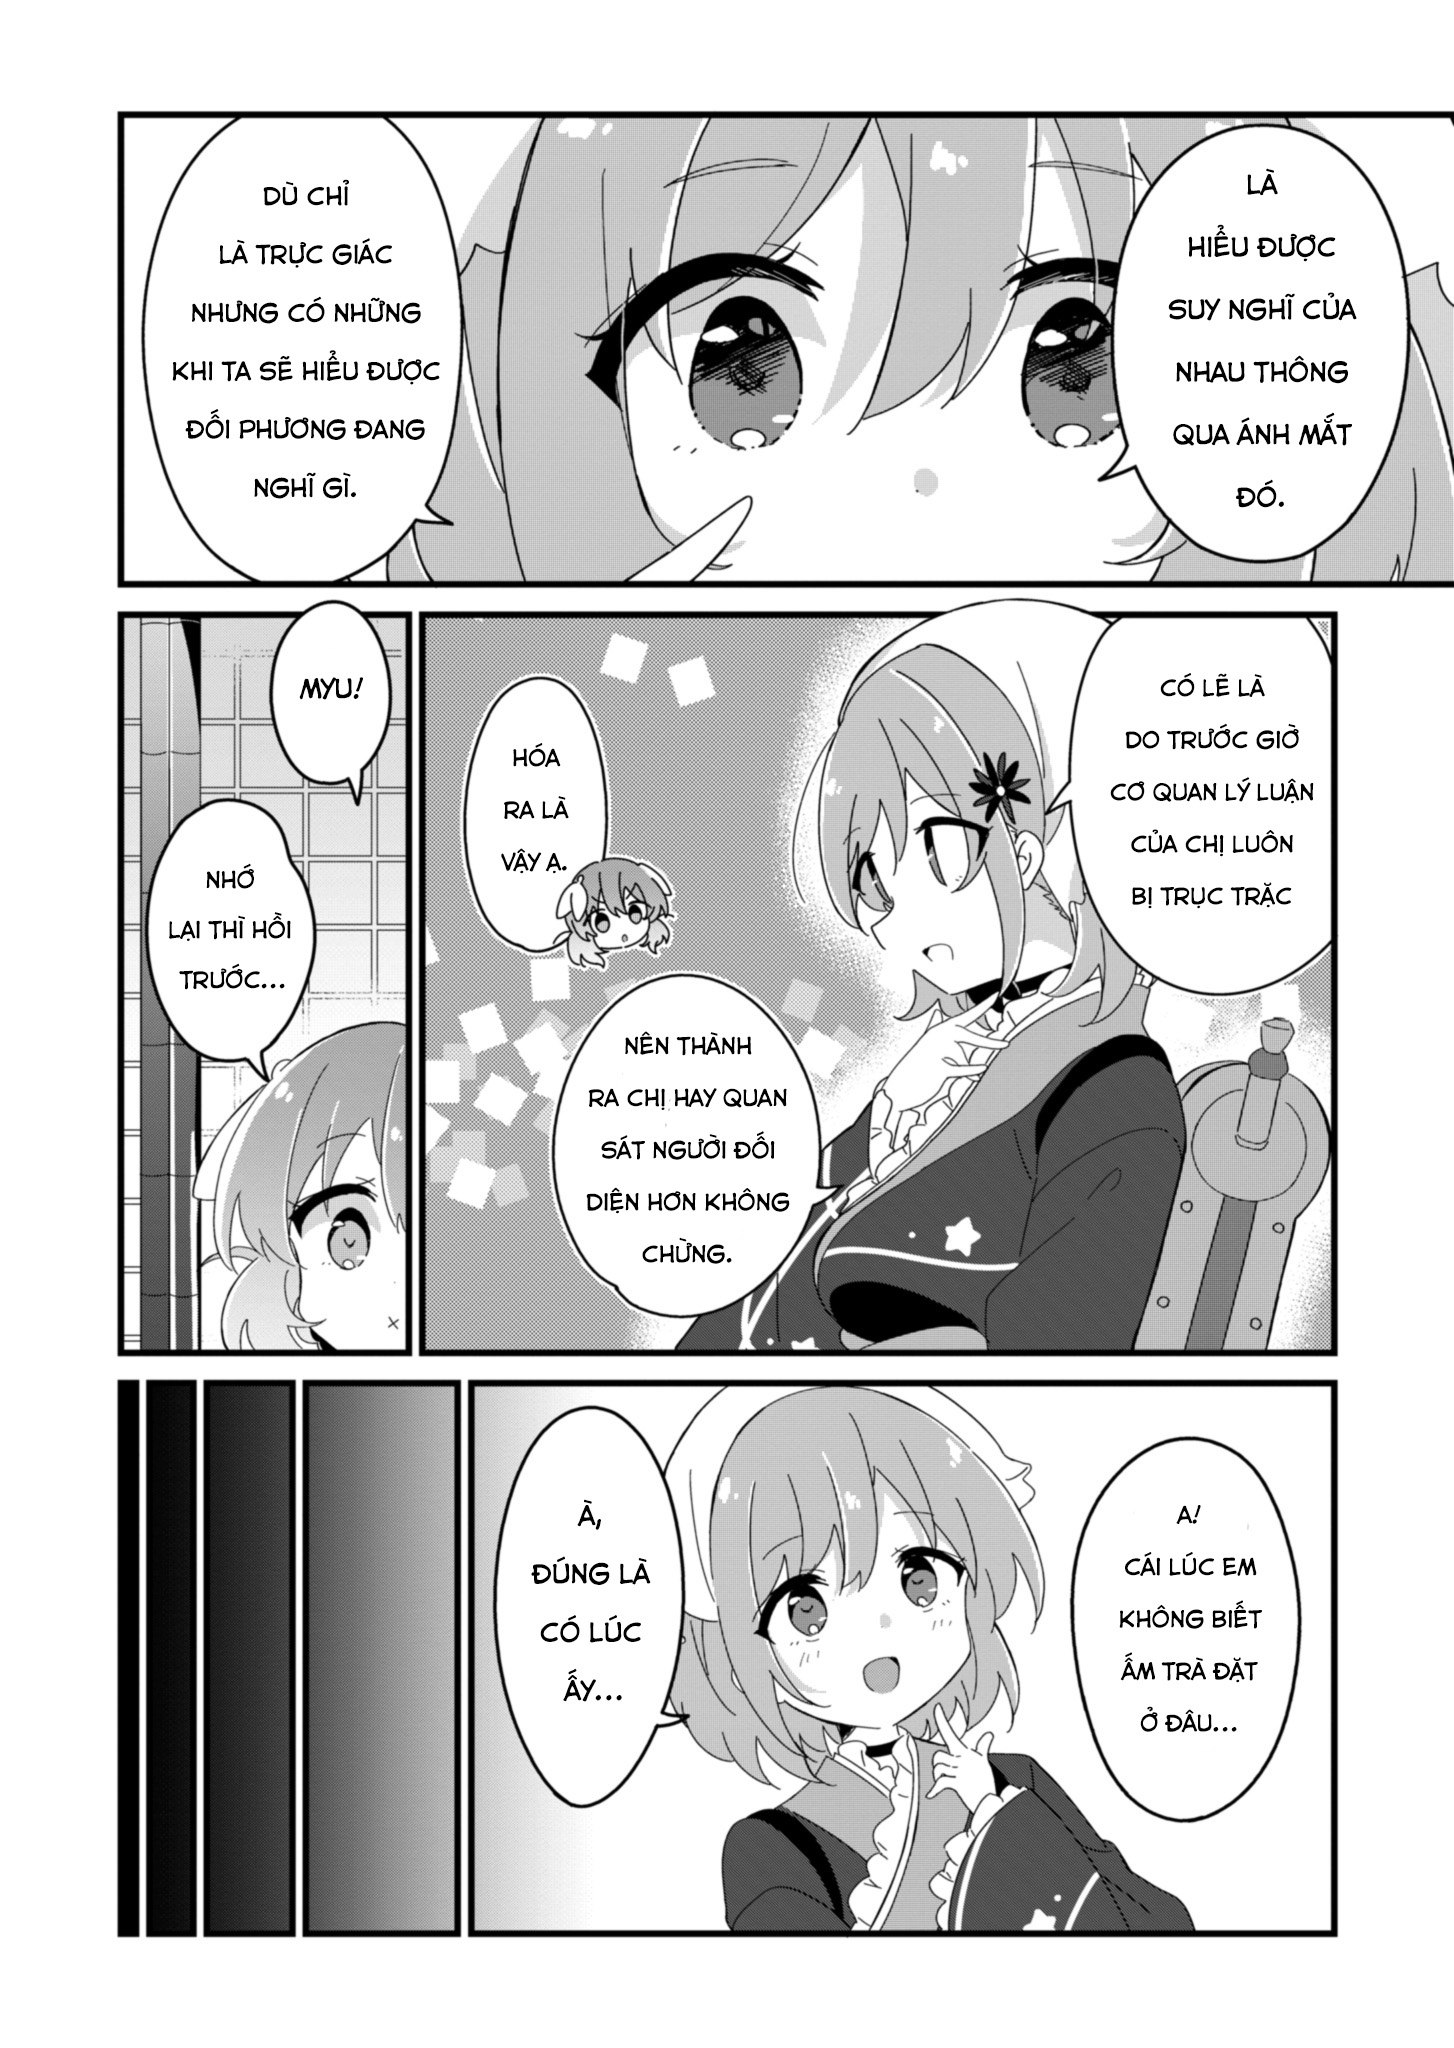 LÀ
HIỂU ĐƯỢC
SUY NGHĨ CỦA
NHAU THÔNG
QUA ÁNH MẮT
ĐÓ.
DÙ CHỈ
LÀ TRỰC GIÁC
NHƯNG CÓ NHỮNG
KHI TA SẼ HIỂU ĐƯỢC
ĐỐI PHƯƠNG ĐANG
NGHĨ GÌ.
CÓ LẼ LÀ
DO TRƯỚC GIỜ
CƠ QUAN LÝ LUẬN
CỦA CHỊ LUÔN
BỊ TRỤC TRẶC
HÓA
RA LÀ
VẬY Ạ.
NÊN THÀNH
RA CHỊ HAY QUAN
SÁT NGƯỜI ĐỐI
DIỆN HƠN KHÔNG
CHỪNG.
MYU!
NHỚ
LẠI THÌ HỒI
TRƯỚC...
A!
CÁI LÚC EM
KHÔNG BIẾT
ẤM TRÀ ĐẶT
Ở ĐÂU...
À,
ĐÚNG LÀ
CÓ LÚC
ẤY...